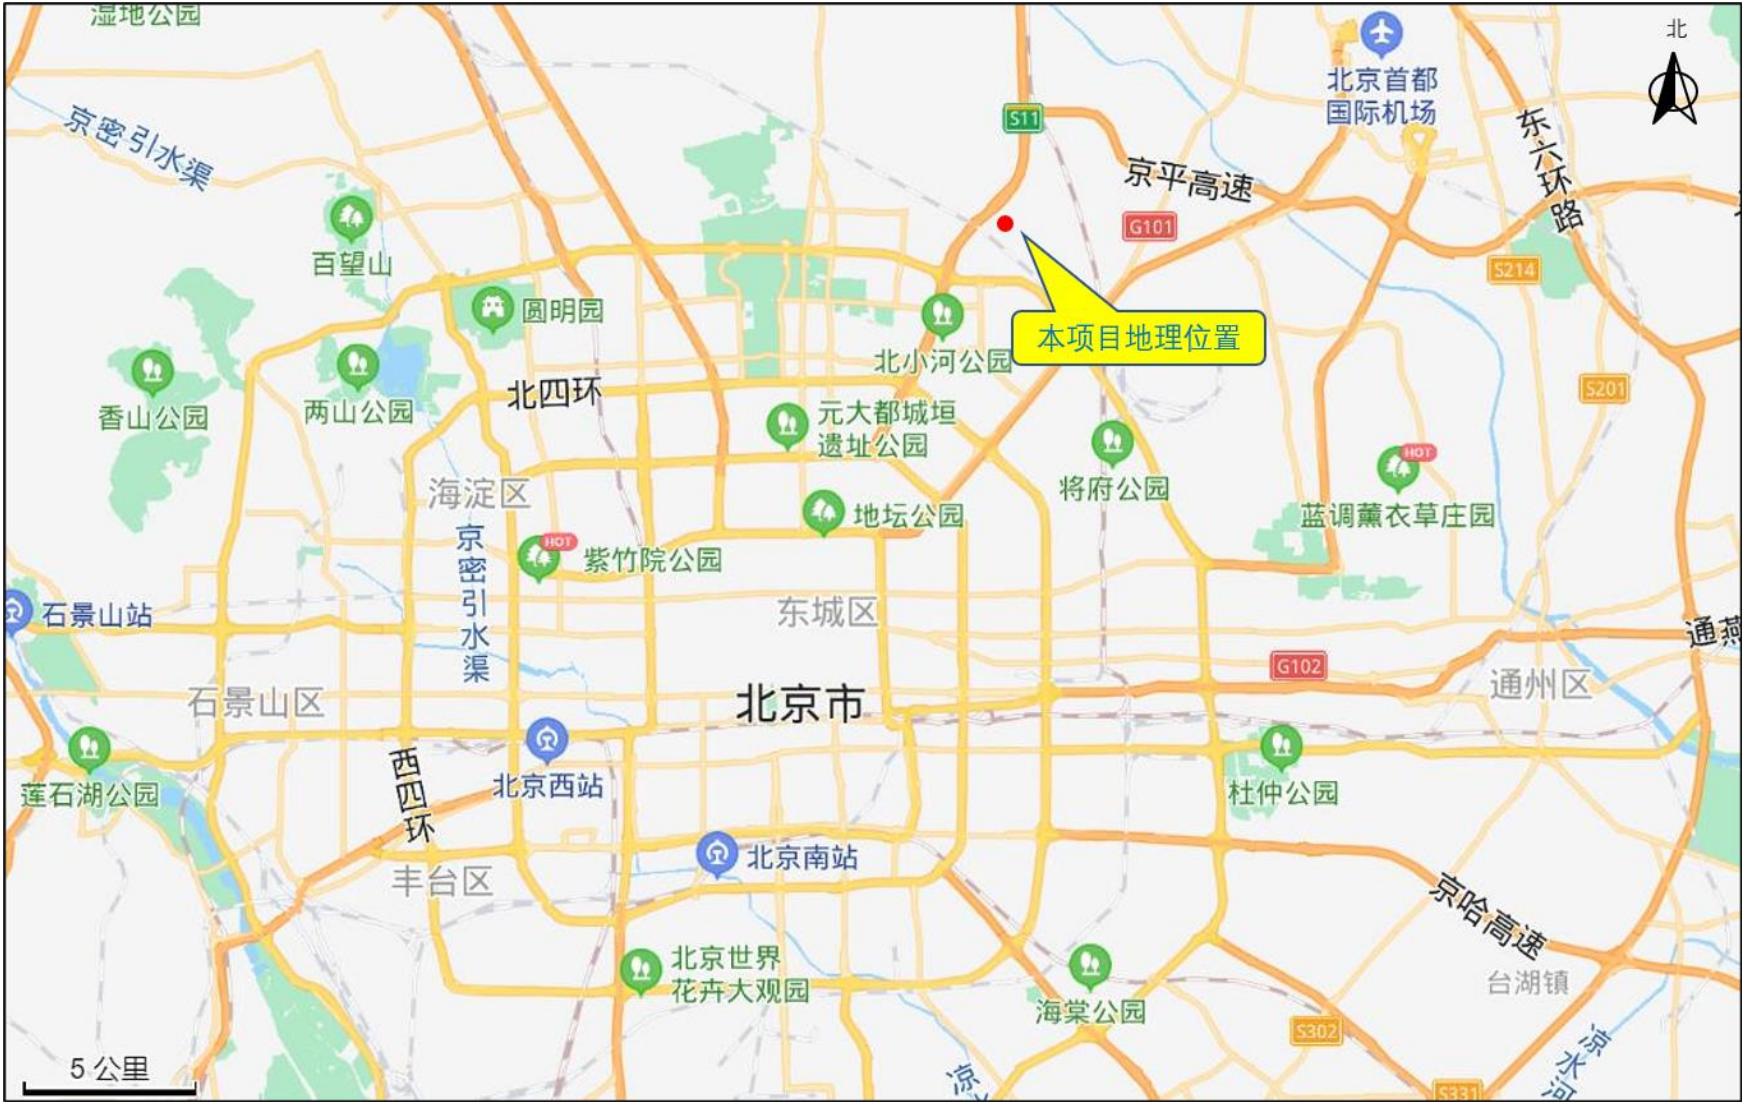 湿地公园
北
北京首都
国际机场
京密引水渠
S11
东六环路
京平高速
G101
百望山
S214
圆明园
本项目地理位置
北小河公园
香山公园
两山公园
北四环
S201
元大都城垣
遗址公园
HOT
将府公园
海淀区
地坛公园
蓝调薰衣草庄园
京密引水渠
HOT
紫竹院公园
石景山站
东城区
通燕
G102
石景山区
北京市
通州区
西四环
北京西站
莲石湖公园
杜仲公园
北京南站
丰台区
京哈高速
北京世界
花卉大观园
台湖镇
海棠公园
S302
凉水河
5 公里
凉
S331